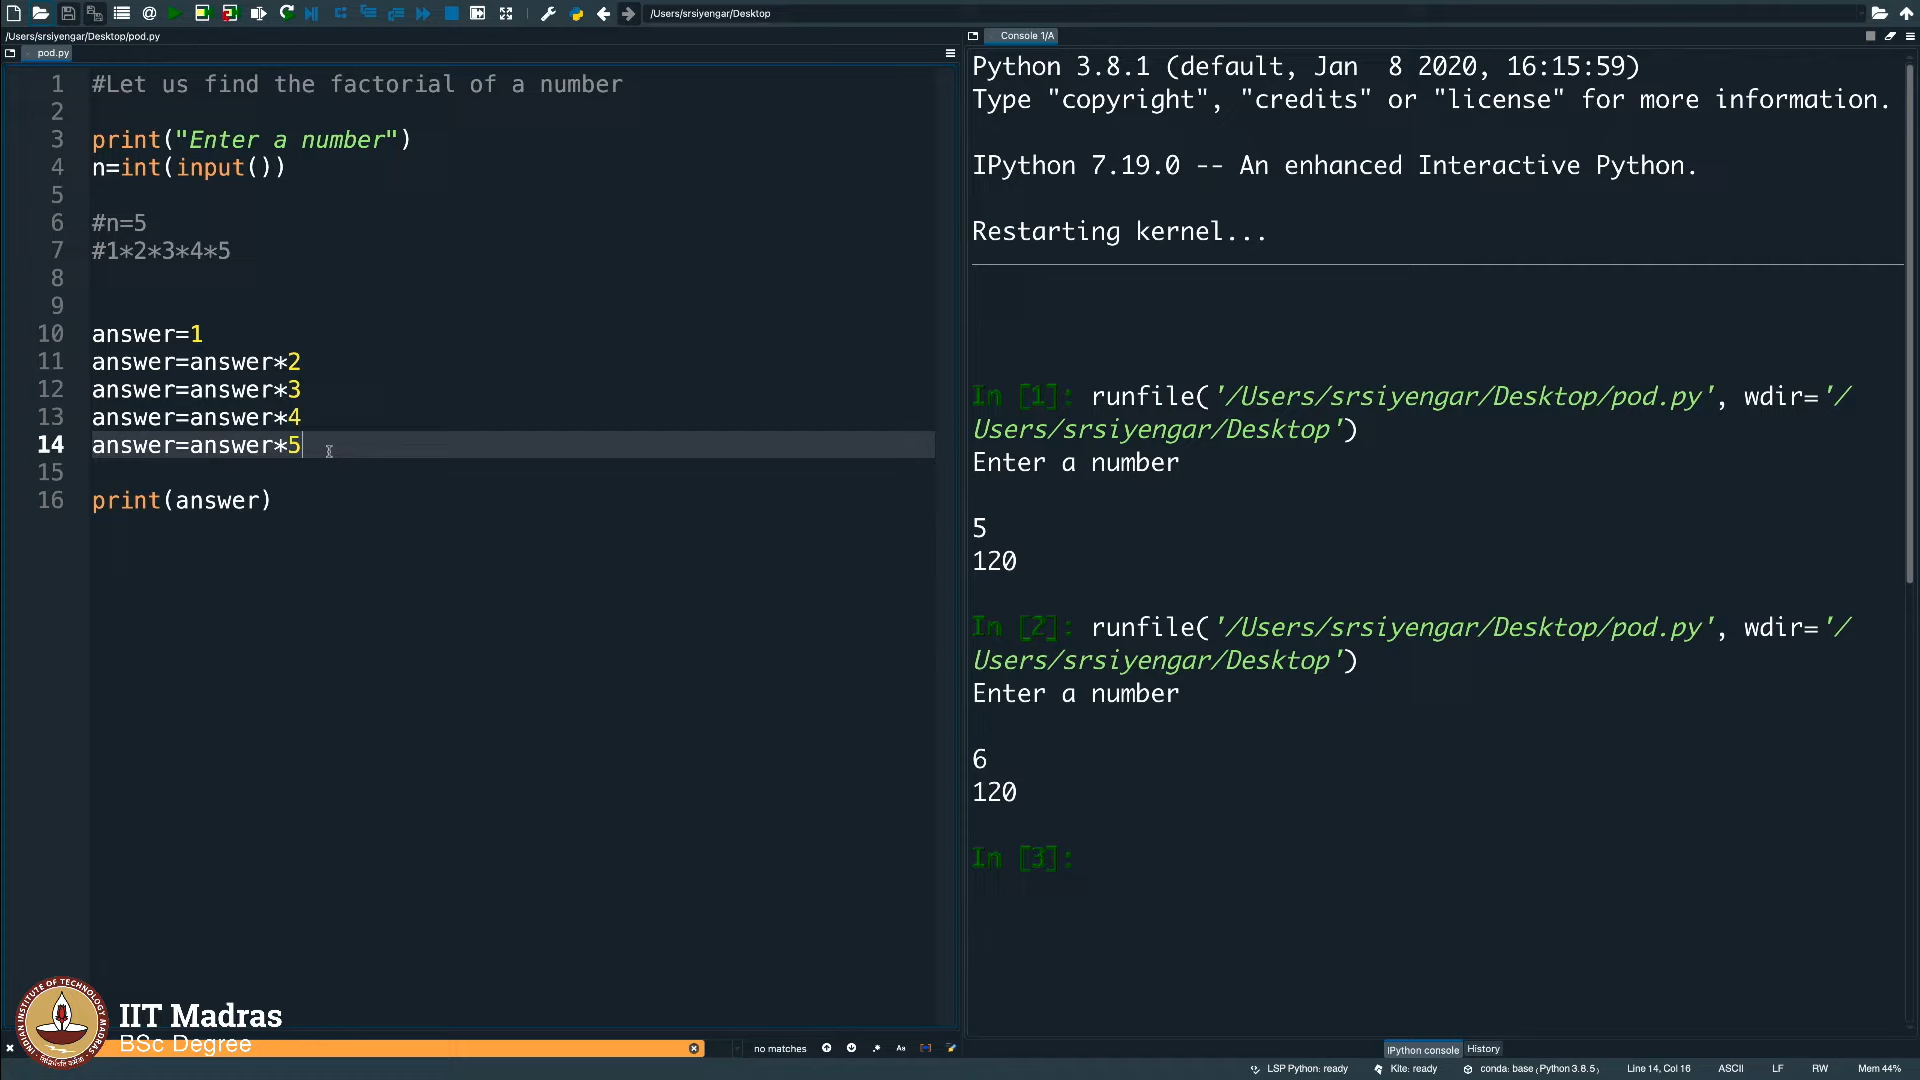 /Users/srsiyengar/Desktop
/Users/srsiyengar/Desktop/pod.py
pod.py
1 #Let us find the factorial of a number
2
3 print("Enter a number")
4 n=int(input())
5
6 #n=5
7 #1*2*3*4*5
8
9
10 answer=1
11 answer=answer*2
12 answer=answer*3
13 answer=answer*4
14 answer=answer*5
15
16 print(answer)
IIT Madras
BSc Degree
no matches
Aa
Console 1/A
Python 3.8.1 (default, Jan  8 2020, 16:15:59)
Type "copyright", "credits" or "license" for more information.
IPython 7.19.0 -- An enhanced Interactive Python.
Restarting kernel...
In [1]: runfile('/Users/srsiyengar/Desktop/pod.py', wdir='/
Users/srsiyengar/Desktop')
Enter a number
5
120
In [2]: runfile('/Users/srsiyengar/Desktop/pod.py', wdir='/
Users/srsiyengar/Desktop')
Enter a number
6
120
In [3]:
IPython console History
LSP Python: ready Kite: ready conda: base (Python 3.8.5) Line 14, Col 16 ASCII LF RW Mem 44%